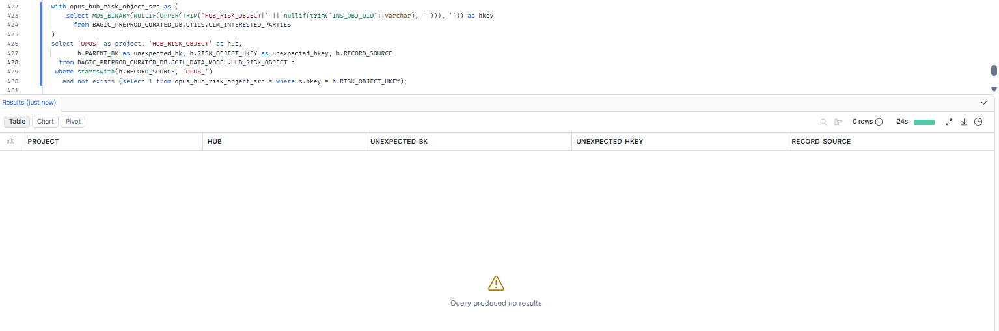 422 with opus_hub_risk_object_src as (
423 select MD5_BINARY(NULLIF(UPPER(TRIM('HUB_RISK_OBJECT|' || nullif(trim("INS_OBJ_UID"::varchar), ''))), '')) as hkey
424 from BAGIC_PREPROD_CURATED_DB.UTILS.CLM_INTERESTED_PARTIES
425 )
426 select 'OPUS' as project, 'HUB_RISK_OBJECT' as hub,
427 h.PARENT_BK as unexpected_bk, h.RISK_OBJECT_HKEY as unexpected_hkey, h.RECORD_SOURCE
428 from BAGIC_PREPROD_CURATED_DB.BGIL_DATA_MODEL.HUB_RISK_OBJECT h
429 where startswith(h.RECORD_SOURCE, 'OPUS_')
430 and not exists (select 1 from opus_hub_risk_object_src s where s.hkey = h.RISK_OBJECT_HKEY);
431
Results (just now)
Table Chart Pivot 0 rows 24s
PROJECT HUB UNEXPECTED_BK UNEXPECTED_HKEY RECORD_SOURCE
Query produced no results